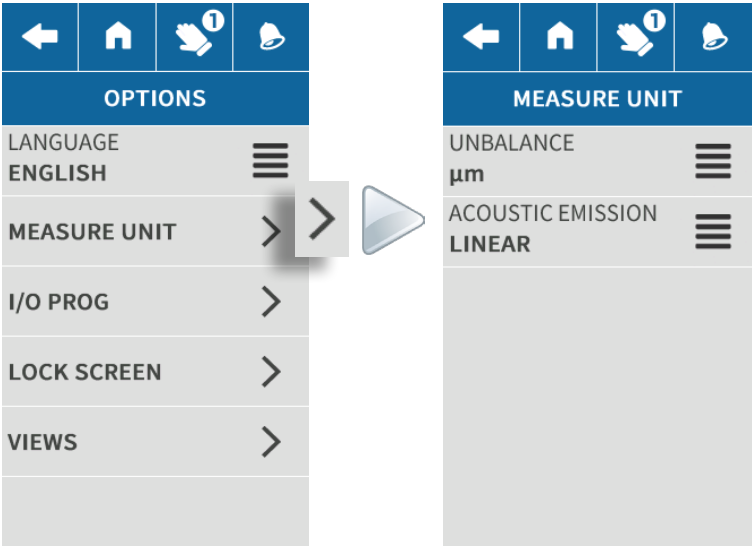 1
OPTIONS
LANGUAGE
ENGLISH
MEASURE UNIT
I/O PROG
LOCK SCREEN
VIEWS
1
MEASURE UNIT
UNBALANCE
µm
ACOUSTIC EMISSION
LINEAR